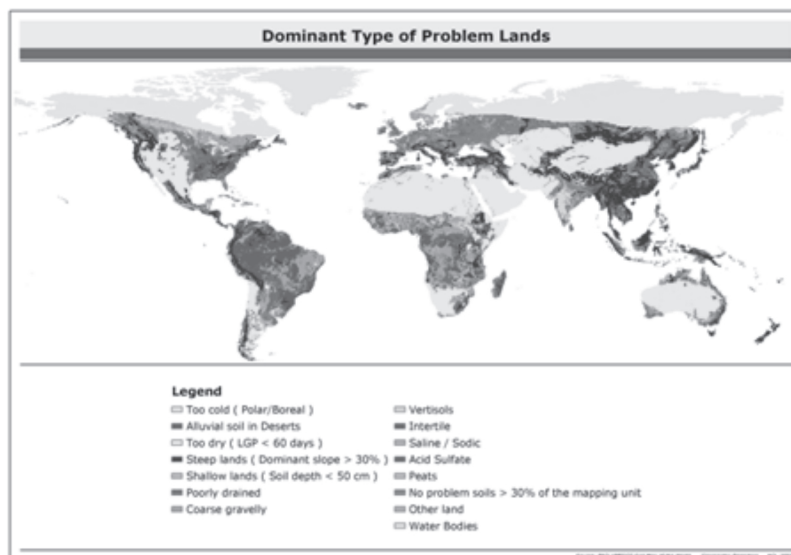 Dominant Type of Problem Lands
Legend
Too cold ( Polar/Boreal )
Alluvial soil in Deserts
Too dry ( LGP < 60 days )
Steep lands ( Dominant slope > 30% )
Shallow lands ( Soil depth < 50 cm )
Poorly drained
Coarse gravelly
Vertisols
Intertile
Saline / Sodic
Acid Sulfate
Peats
No problem soils > 30% of the mapping unit
Other land
Water Bodies